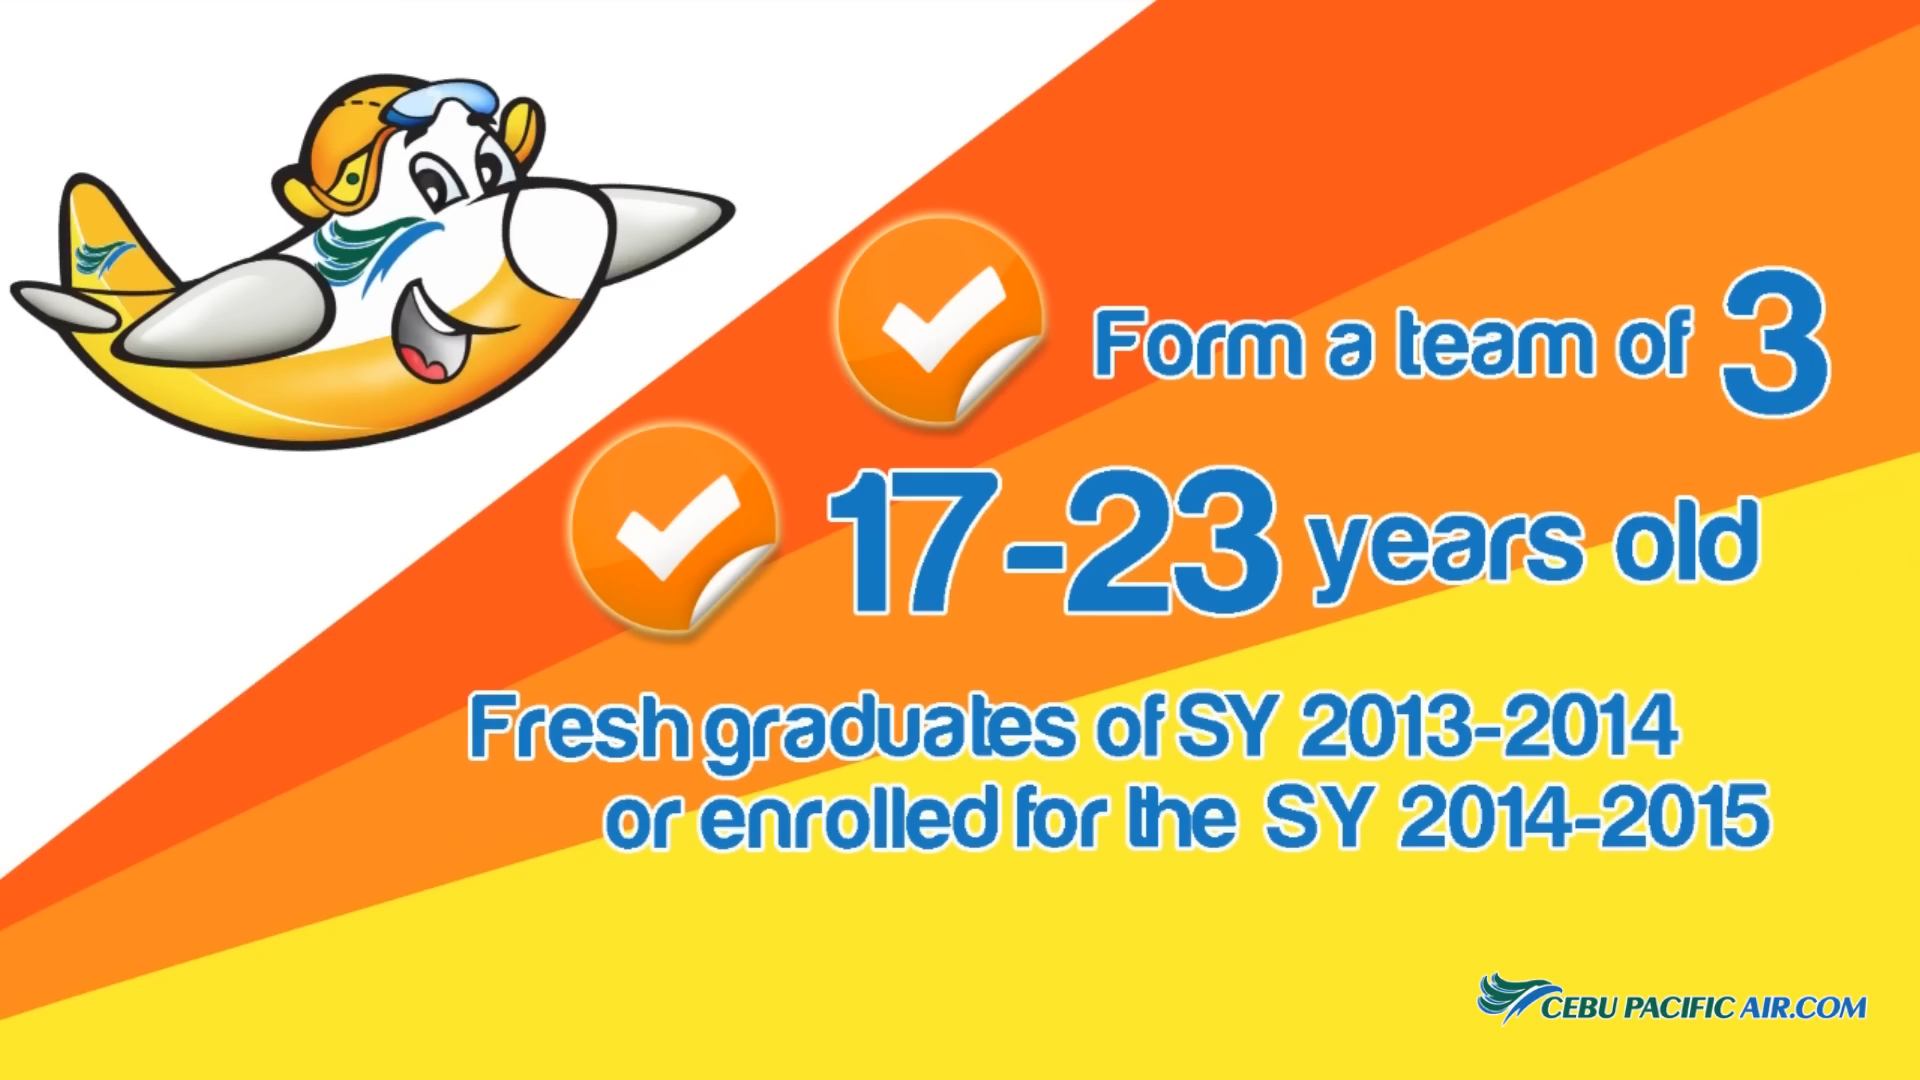 Form a team of 3
17-23 years old
Fresh graduates of SY 2013-2014
or enrolled for the SY 2014-2015
CEBU PACIFIC AIR.COM